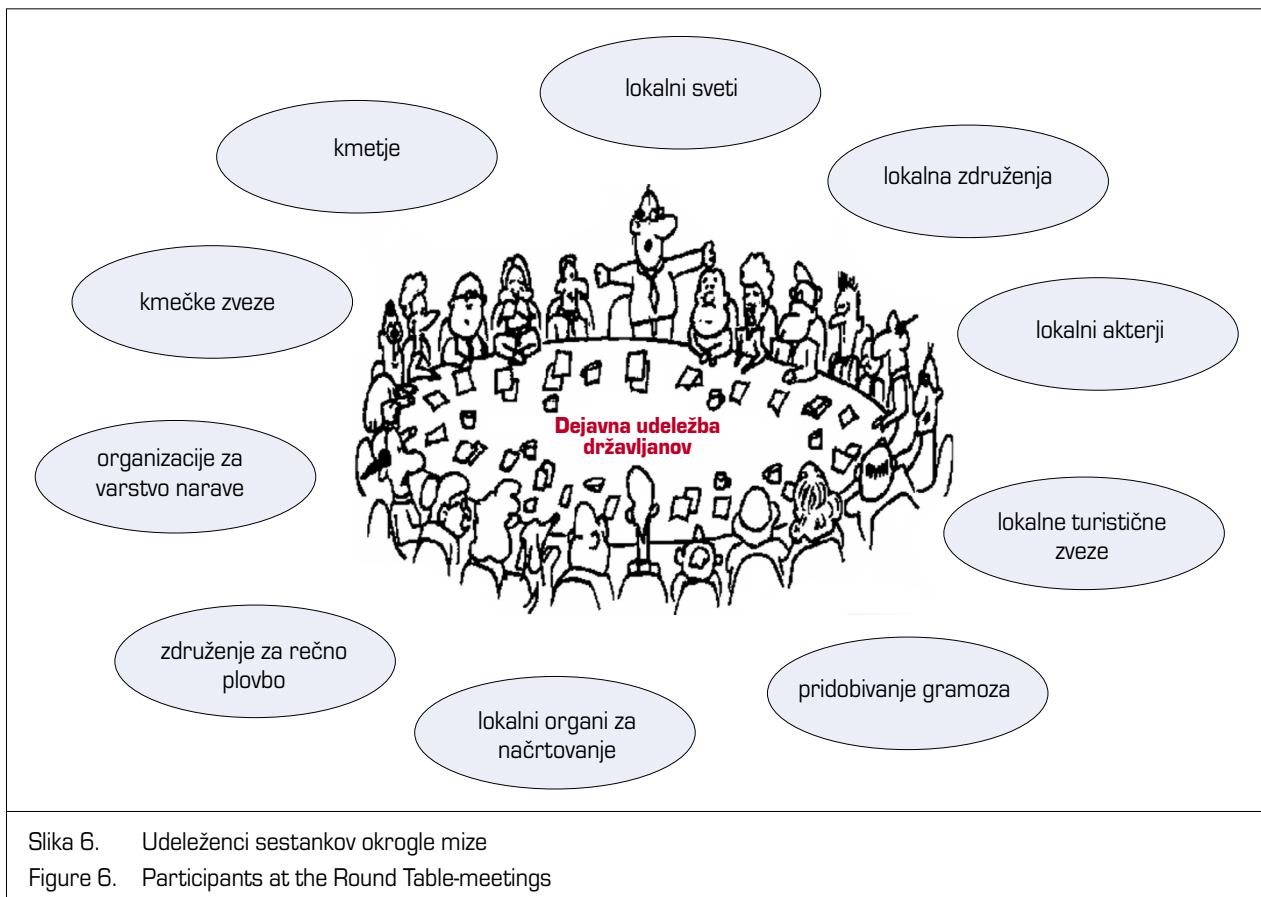 lokalni sveti
kmetje
lokalna združenja
kmečke zveze
lokalni akterji
Dejavna udeležba
državljanov
organizacije za
varstvo narave
lokalne turistične
zveze
združenje za rečno
plovbo
pridobivanje gramoza
lokalni organi za
načrtovanje
Slika 6. Udeleženci sestankov okrogle mize
Figure 6. Participants at the Round Table-meetings